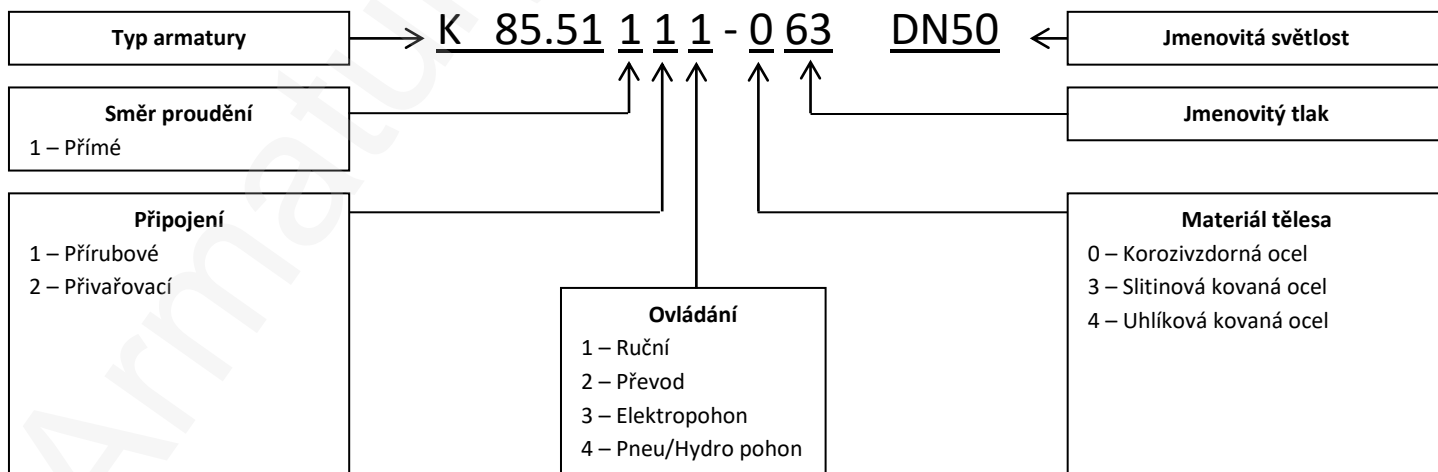 Typ armatury
K 85.51 1 1 1 - 0 63 DN50
Jmenovitá světlost
Směr proudění
1 – Přímé
Jmenovitý tlak
Připojení
1 – Přírubové
2 – Přivařovací
Ovládání
1 – Ruční
2 – Převod
3 – Elektropohon
4 – Pneu/Hydro pohon
Materiál tělesa
0 – Korozivzdorná ocel
3 – Slitinová kovaná ocel
4 – Uhlíková kovaná ocel
Armatu